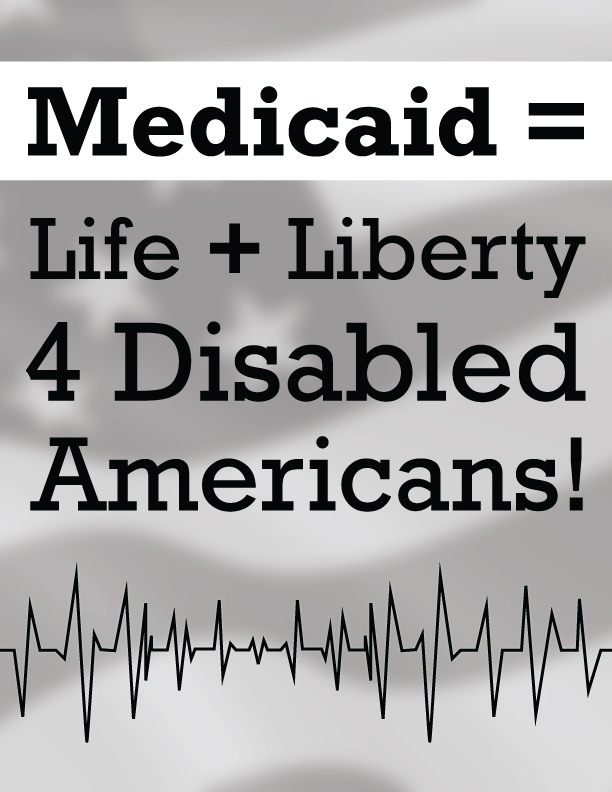 Medicaid =
Life + Liberty
4 Disabled
Americans!